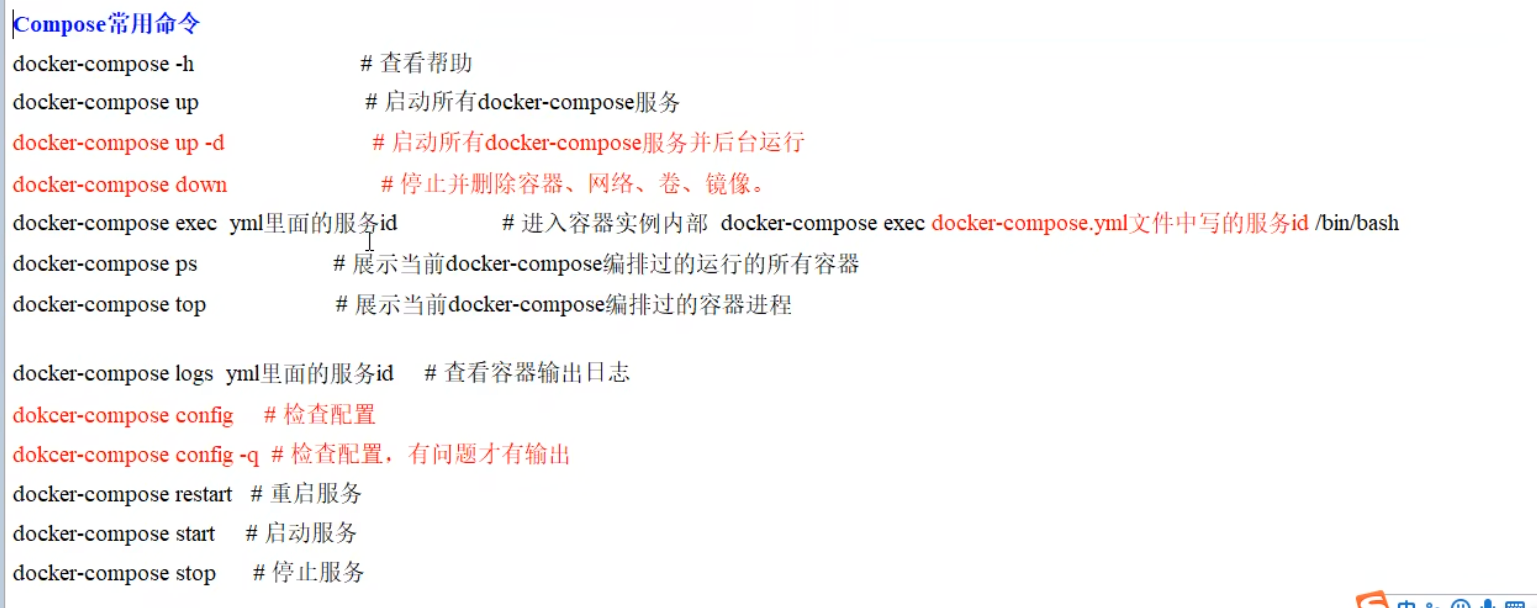 Compose常用命令
docker-compose -h # 查看帮助
docker-compose up # 启动所有docker-compose服务
docker-compose up -d # 启动所有docker-compose服务并后台运行
docker-compose down # 停止并删除容器、网络、卷、镜像。
docker-compose exec yml里面的服务id # 进入容器实例内部 docker-compose exec docker-compose.yml文件中写的服务id /bin/bash
docker-compose ps # 展示当前docker-compose编排过的运行的所有容器
docker-compose top # 展示当前docker-compose编排过的容器进程
docker-compose logs yml里面的服务id # 查看容器输出日志
dokcer-compose config # 检查配置
dokcer-compose config -q # 检查配置，有问题才有输出
docker-compose restart # 重启服务
docker-compose start # 启动服务
docker-compose stop # 停止服务